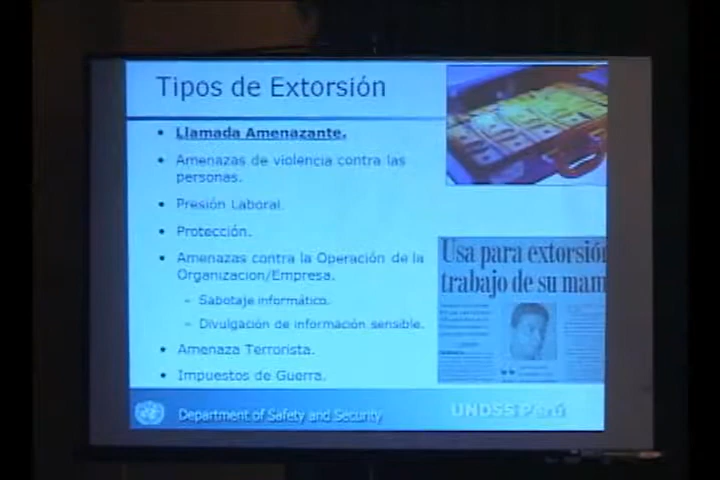 Tipos de Extorsión
• Llamada Amenazante.
• Amenazas de violencia contra las
personas.
• Presión Laboral.
• Protección.
• Amenazas contra la Operación de la
Organizacion/Empresa.
– Sabotaje informático.
– Divulgación de información sensible.
• Amenaza Terrorista.
• Impuestos de Guerra.
Usa para extorsión
trabajo de su mam
Department of Safety and Security
UNDSS Perú